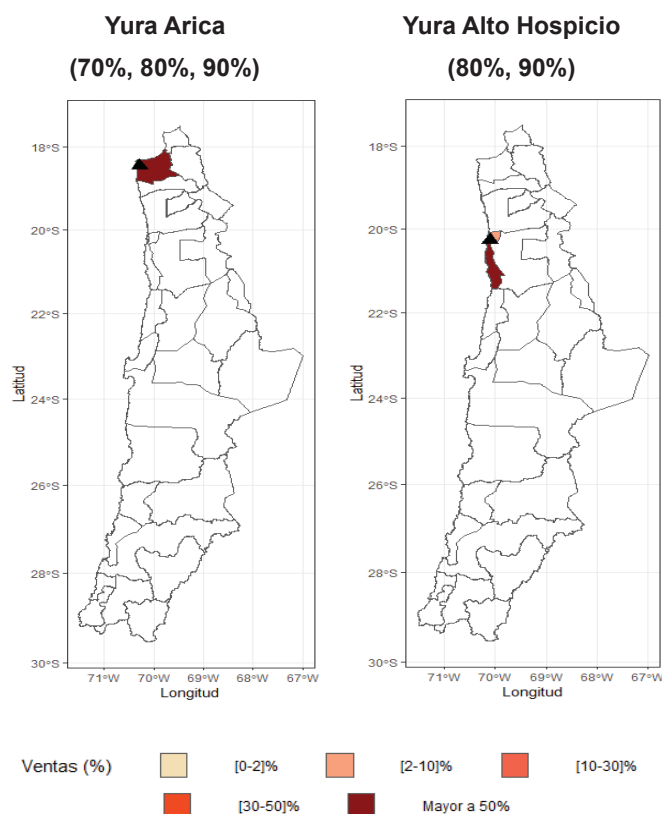 Yura Arica
(70%, 80%, 90%)
Yura Alto Hospicio
(80%, 90%)
18°S
20°S
22°S
24°S
26°S
28°S
30°S
Latitud
71°W 70°W 69°W 68°W 67°W
Longitud
18°S
20°S
22°S
24°S
26°S
28°S
30°S
Latitud
71°W 70°W 69°W 68°W 67°W
Longitud
Ventas (%) [0-2]% [2-10]% [10-30]%
[30-50]% Mayor a 50%